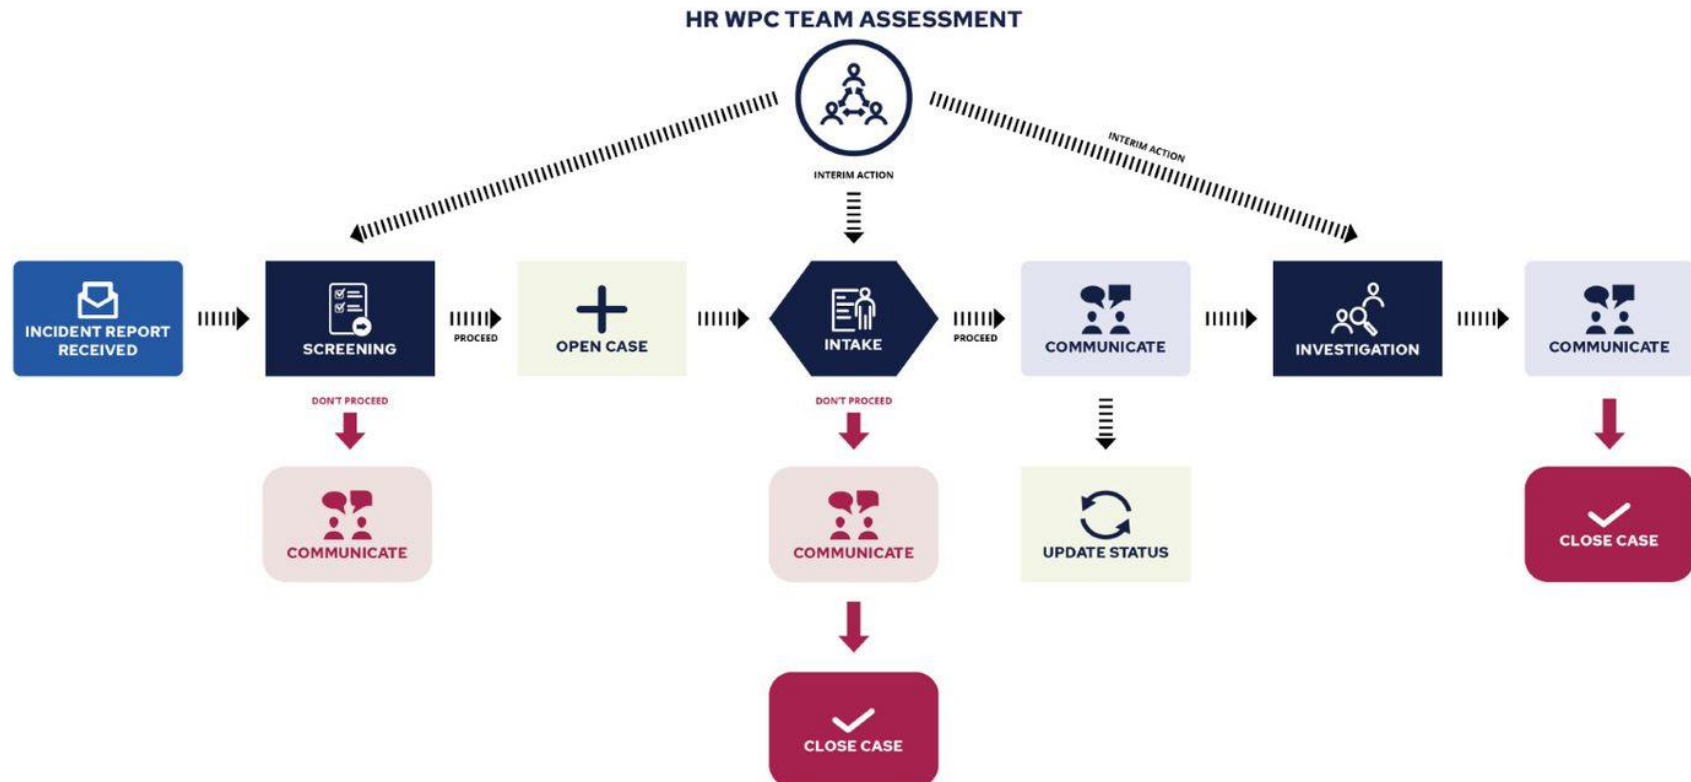 HR WPC TEAM ASSESSMENT
INTERIM ACTION
INTERIM ACTION
INCIDENT REPORT
RECEIVED
SCREENING
PROCEED
OPEN CASE
INTAKE
PROCEED
COMMUNICATE
INVESTIGATION
COMMUNICATE
DON'T PROCEED
DON'T PROCEED
COMMUNICATE
COMMUNICATE
UPDATE STATUS
CLOSE CASE
CLOSE CASE